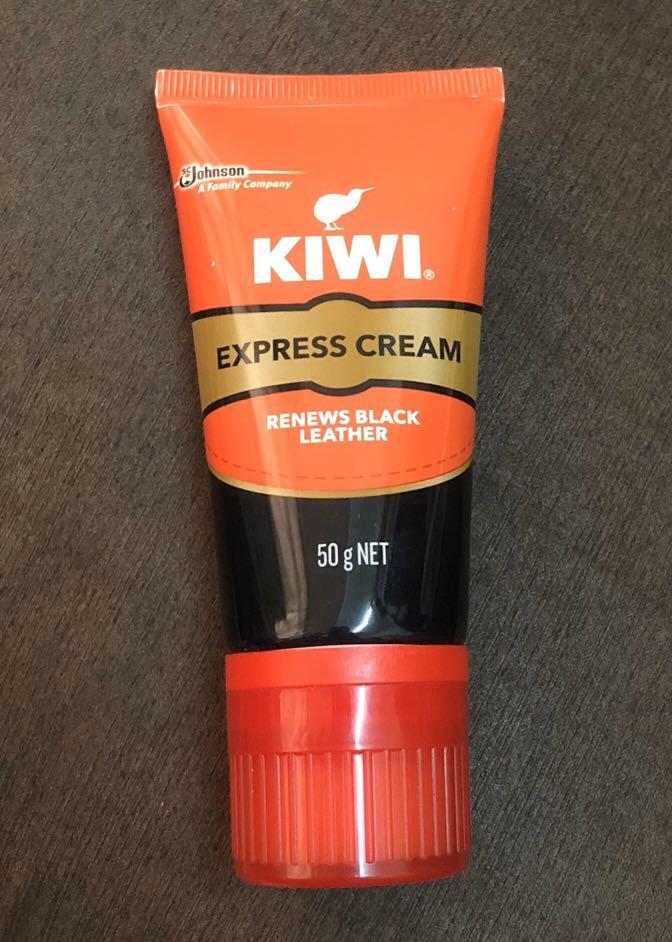 SC Johnson
A Family Company
KIWI®
EXPRESS CREAM
RENEWS BLACK
LEATHER
50 g NET